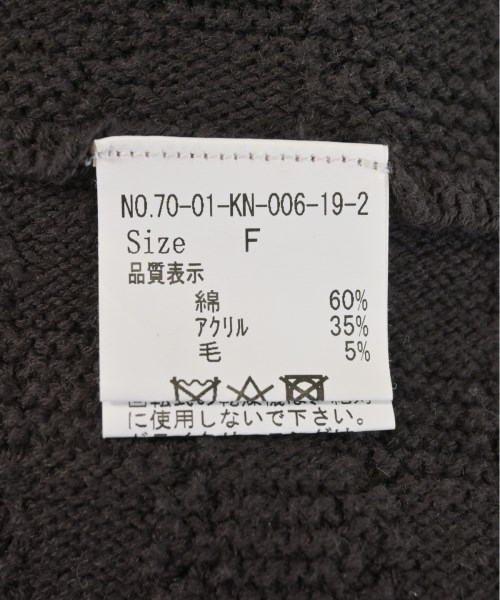 NO.70-01-KN-006-19-2
Size F
品質表示
綿 60%
アクリル 35%
毛 5%
に使用しないで下さい。